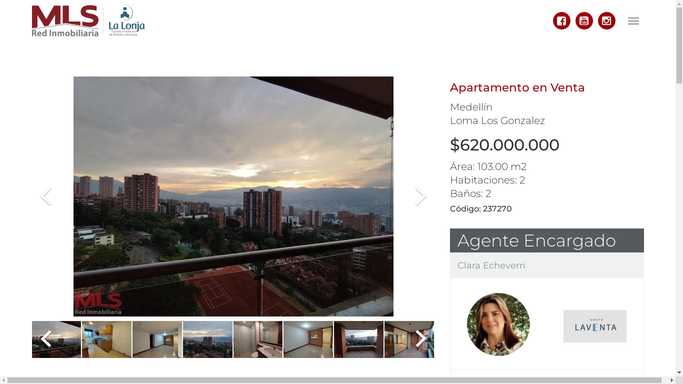 MLS
Red Inmobiliaria
La Lonja
Apartamento en Venta
Medellín
Loma Los Gonzalez
$620.000.000
Área: 103.00 m2
Habitaciones: 2
Baños: 2
Código: 237270
Agente Encargado
Clara Echeverri
MLS
Red Inmobiliaria
LAVENTA